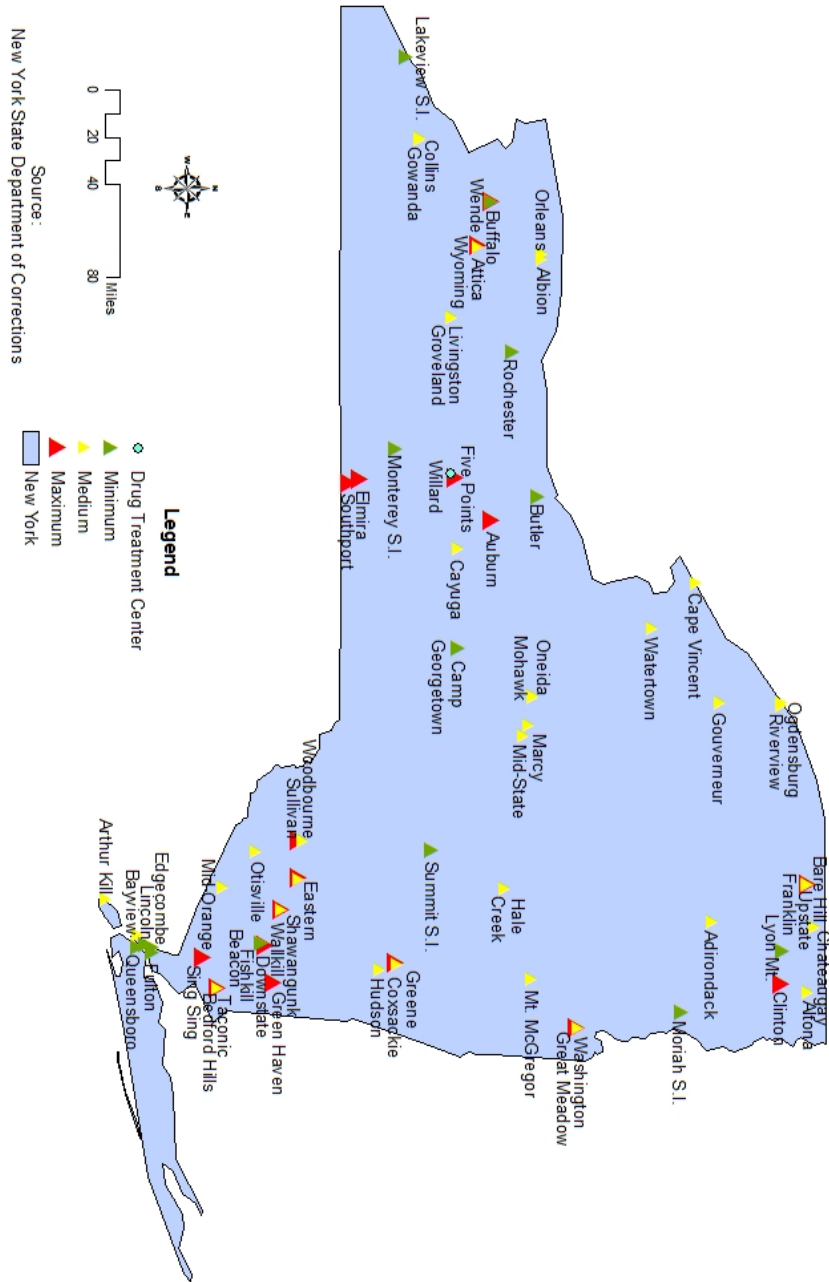 Bare Hill
Chateaugay
Upstate
Franklin
Altona
Lyon Mt.
Clinton
Ogdensburg
Riverview
Gouverneur
Adirondack
Cape Vincent
Moriah S.I.
Watertown
Washington
Great Meadow
Orleans
Albion
Butler
Oneida
Mohawk
Marcy
Mid-State
Mt. McGregor
Rochester
Hale
Creek
Buffalo
Wende
Attica
Wyoming
Five Points
Willard
Auburn
Livingston
Groveland
Cayuga
Camp
Georgetown
Summit S.I.
Lakeview S.I.
Collins
Gowanda
Greene
Coxsackie
Hudson
Monterey S.I.
Elmira
Southport
Woodbourne
Sullivan
Eastern
Shawangunk
Wallkill
Green Haven
Otisville
Downstate
Fishkill
Beacon
Mid-Orange
Taconic
Bedford Hills
Sing Sing
Edgecombe
Lincoln
Fulton
Bayview
Queensboro
Arthur Kill
W
N
S
E
0
20
40
80
Miles
Legend
Drug Treatment Center
Minimum
Medium
Maximum
New York
Source:
New York State Department of Corrections